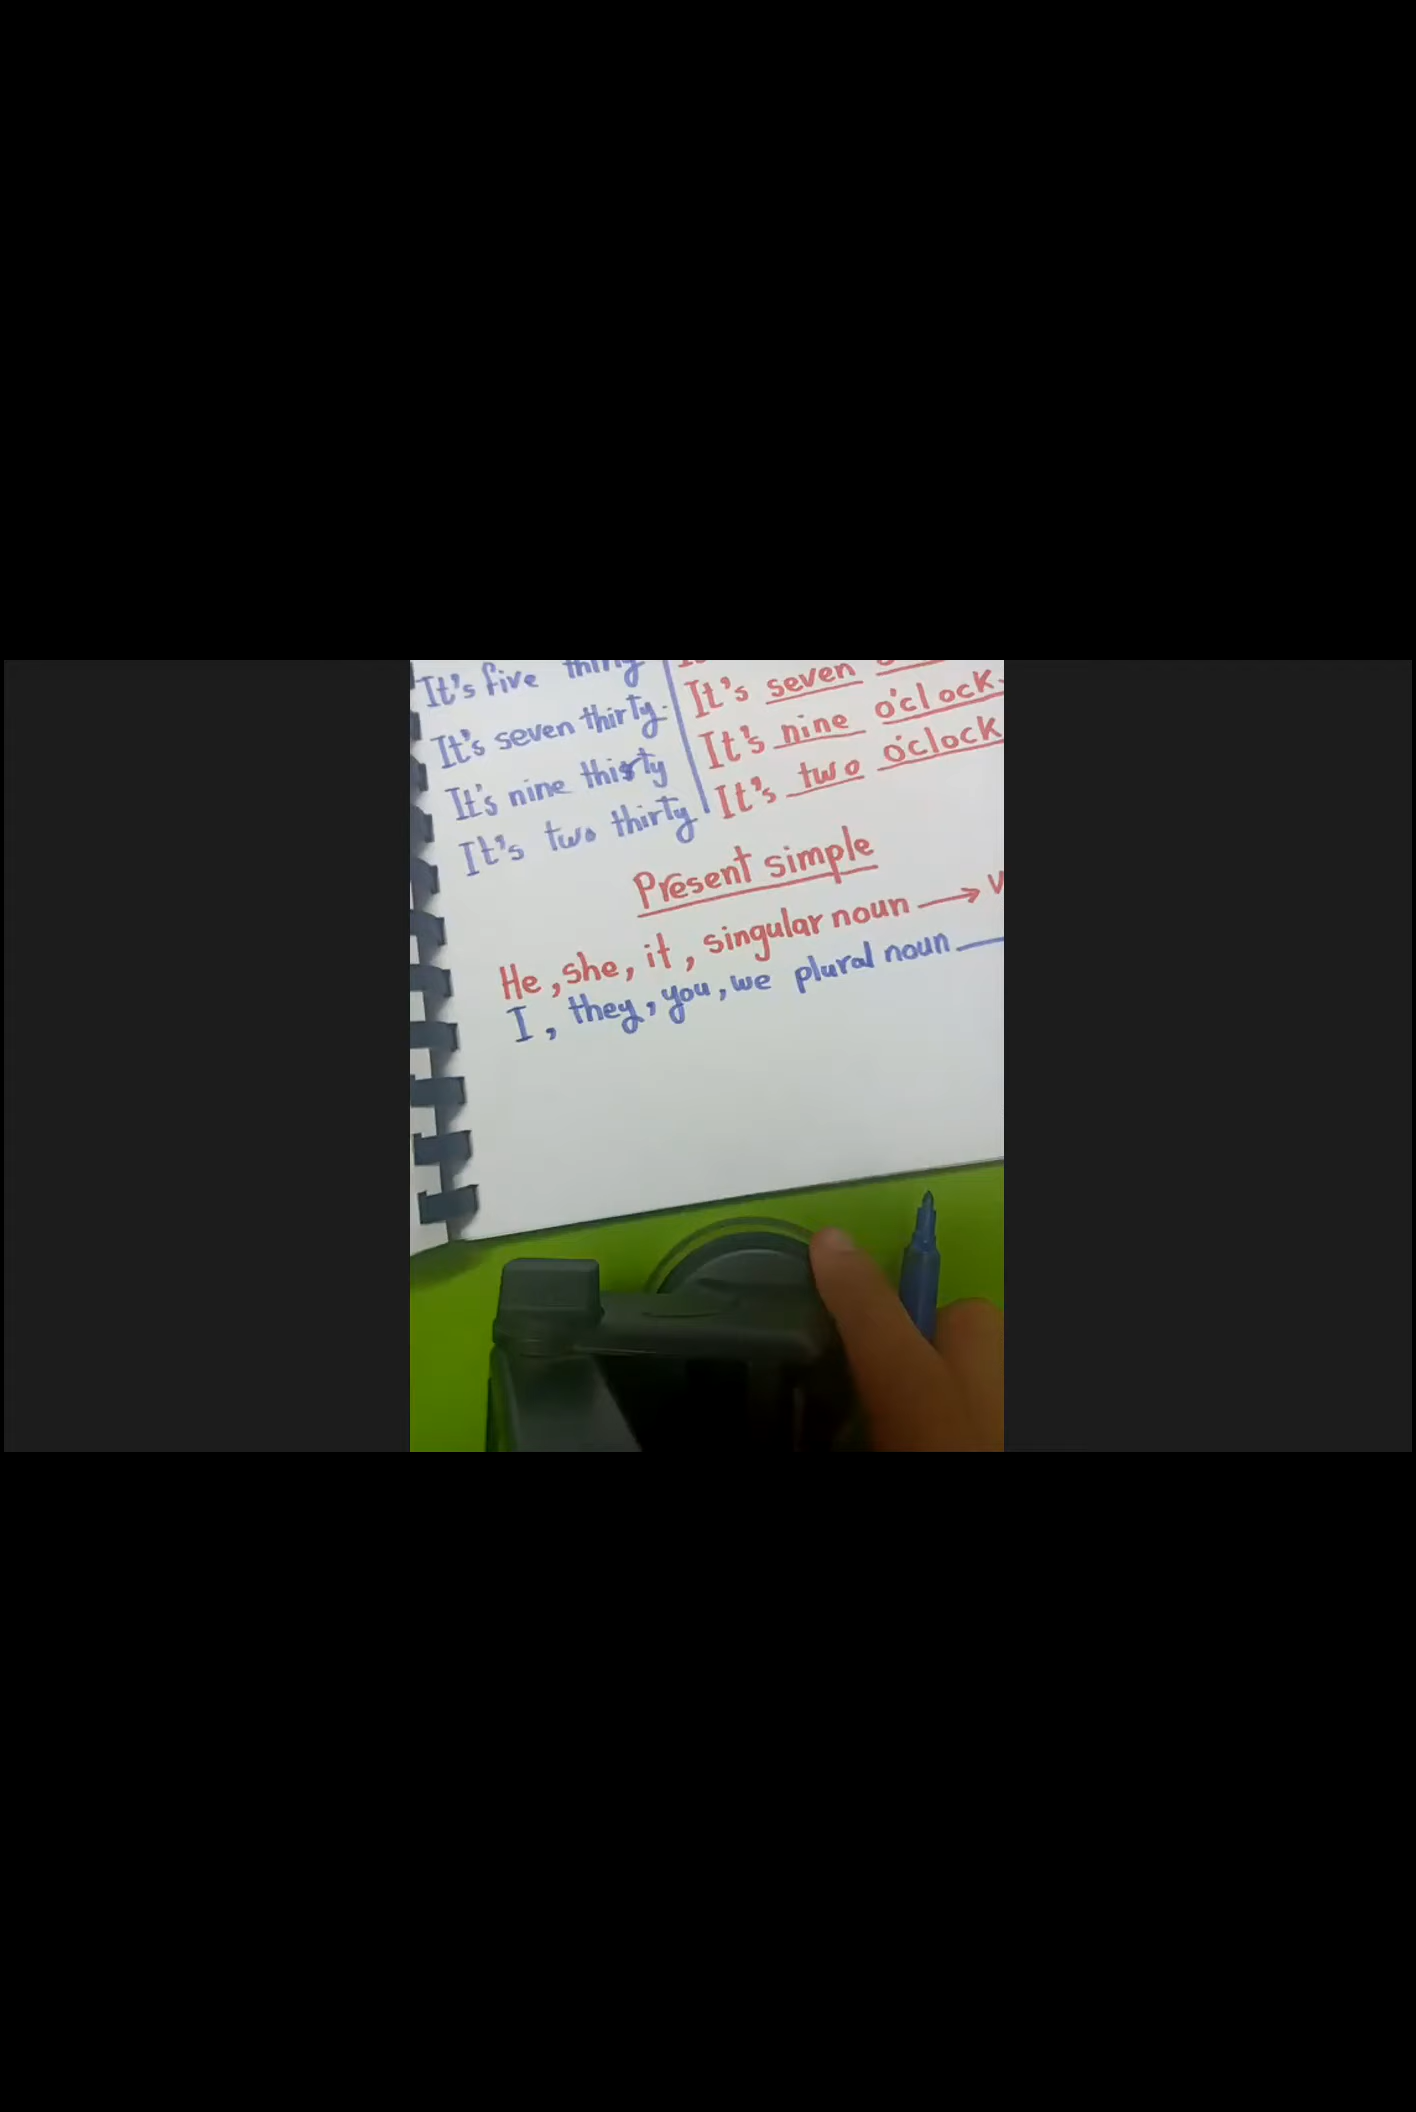 It's five
It's seven thirty.
It's nine thirty
It's two thirty
It's seven
It's nine o'clock.
It's two o'clock
Present simple
He, she, it, singular noun → V
I, they, you, we plural noun